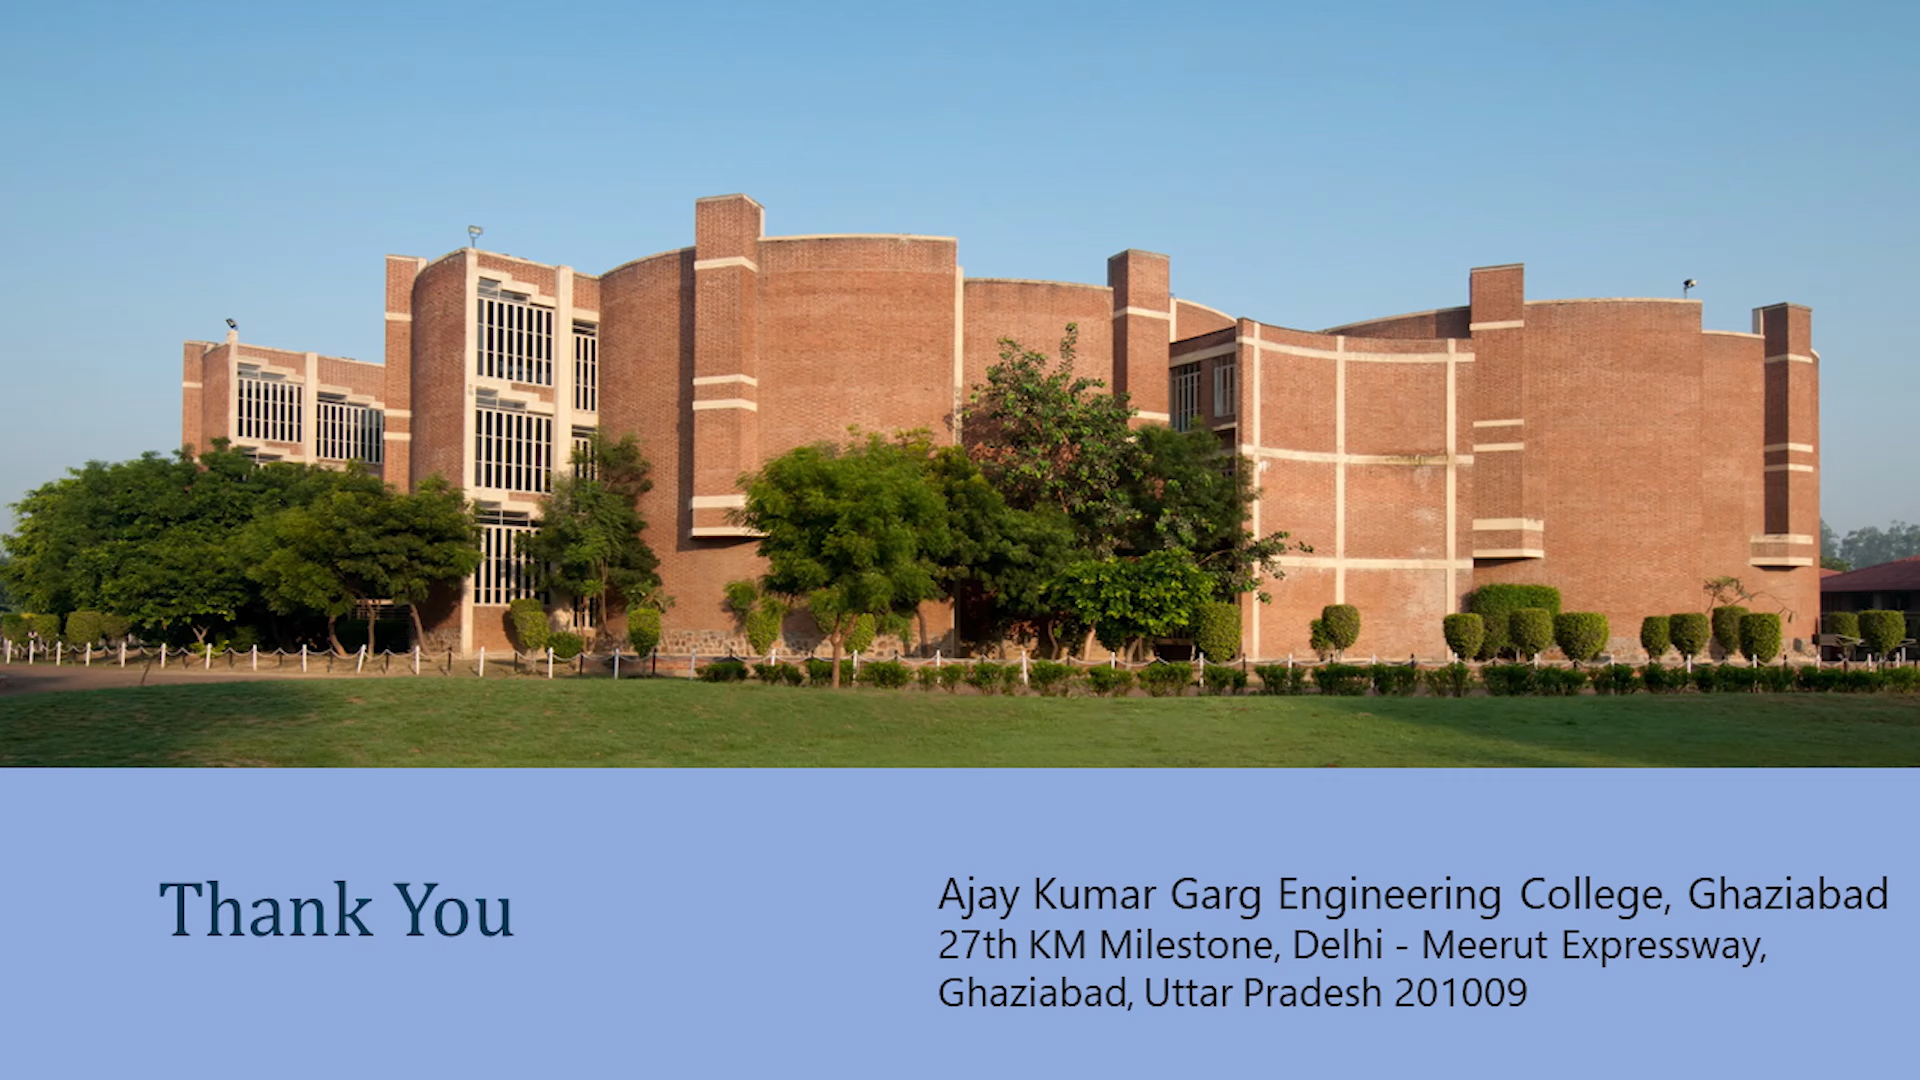 Thank You
Ajay Kumar Garg Engineering College, Ghaziabad
27th KM Milestone, Delhi - Meerut Expressway,
Ghaziabad, Uttar Pradesh 201009